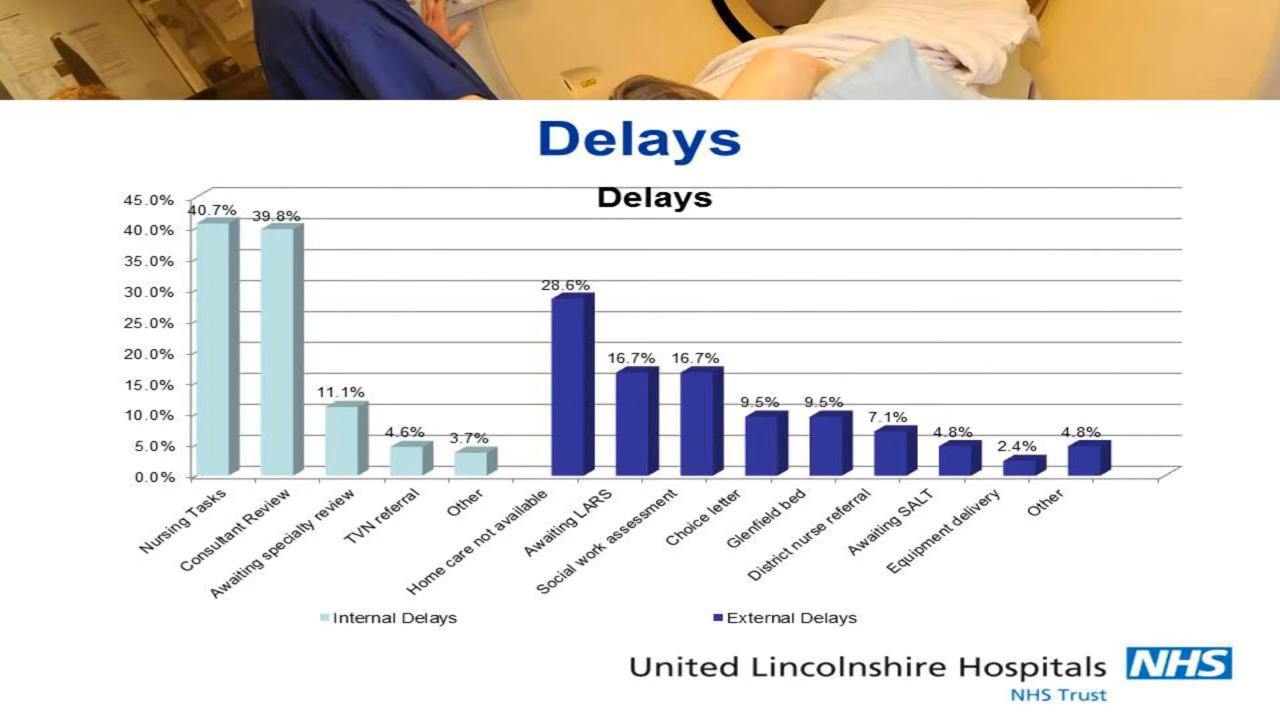 Delays
Delays
45.0%
40.0%
35.0%
30.0%
25.0%
20.0%
15.0%
10.0%
5.0%
0.0%
40.7%
39.8%
11.1%
4.6%
3.7%
28.6%
16.7%
16.7%
9.5%
9.5%
7.1%
4.8%
2.4%
4.8%
Nursing Tasks
Consultant Review
Awaiting specialty review
TVN referral
Other
Home care not available
Awaiting LARS
Social work assessment
Choice letter
Glenfield bed
District nurse referral
Awaiting SALT
Equipment delivery
Other
Internal Delays
External Delays
United Lincolnshire Hospitals NHS
NHS Trust